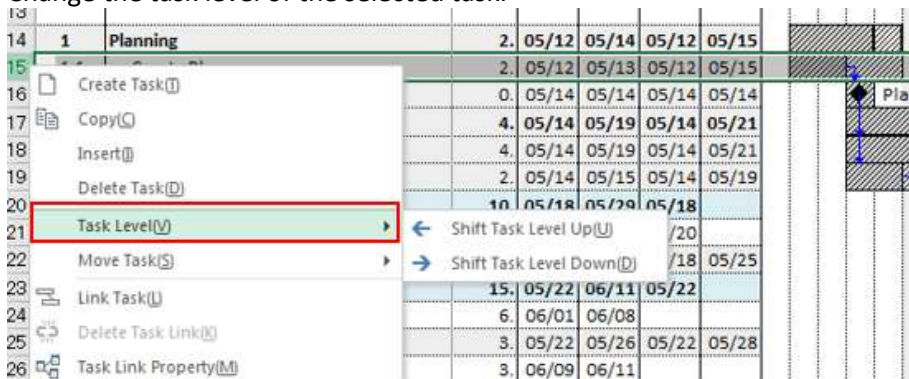 Change the task level of the selected task.
13
14 1 Planning 2. 05/12 05/14 05/12 05/15
15 2. 05/12 05/13 05/12 05/15
Create Task(T)
16 0. 05/14 05/14 05/14 05/14 Pla
17 Copy(C) 4. 05/14 05/19 05/14 05/21
18 Insert(I) 4. 05/14 05/19 05/14 05/21
19 Delete Task(D) 2. 05/14 05/15 05/14 05/19
20 10. 05/18 05/29 05/18
21 Task Level(V) Shift Task Level Up(U) /20
22 Move Task(S) Shift Task Level Down(D) /18 05/25
23 Link Task(L) 15. 05/22 06/11 05/22
24 6. 06/01 06/08
25 Delete Task Link(K) 3. 05/22 05/26 05/22 05/28
26 Task Link Property(M) 3. 06/09 06/11